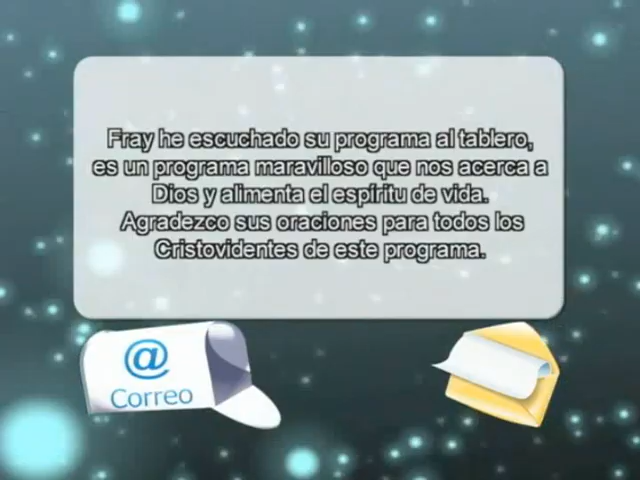 Fray he escuchado su programa al tablero,
es un programa maravilloso que nos acerca a
Dios y alimenta el espíritu de vida.
Agradezco sus oraciones para todos los
Cristovidentes de este programa.
@
Correo